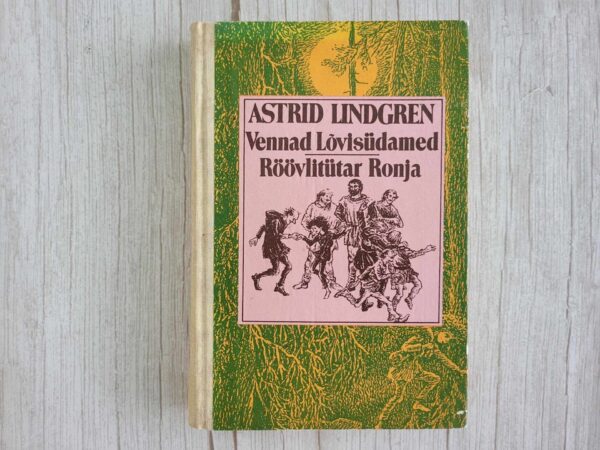 ASTRID LINDGREN
Vennad Lõvisüdamed
Röövlitütar Ronja